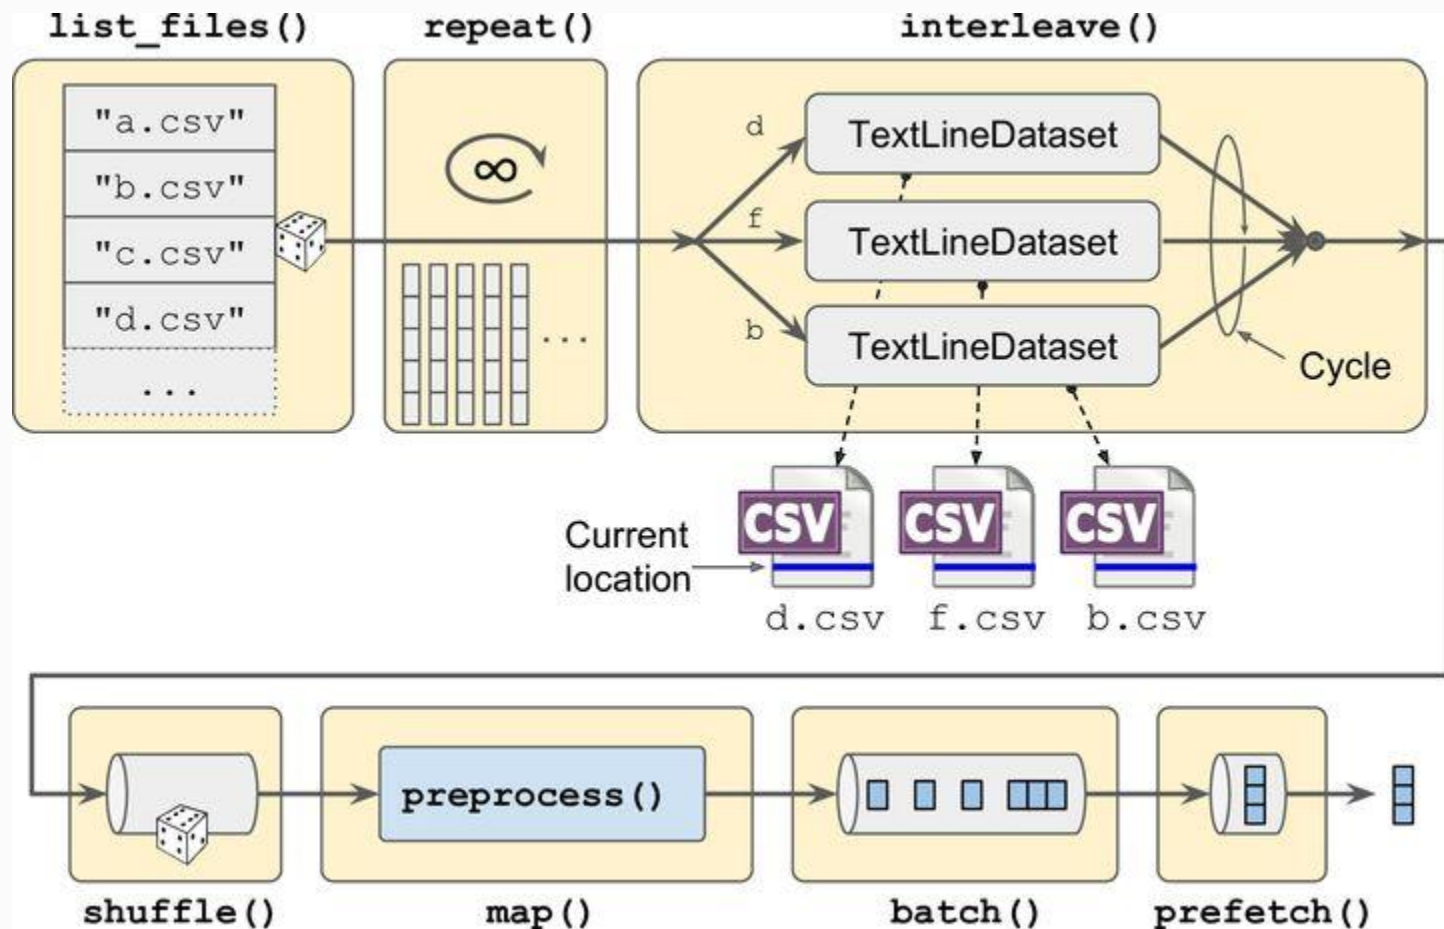 list_files()
repeat()
interleave()
"a.csv"
"b.csv"
"c.csv"
"d.csv"
...
∞
...
d
f
b
TextLineDataset
TextLineDataset
TextLineDataset
Cycle
Current
location
CSV
CSV
CSV
d.csv
f.csv
b.csv
preprocess()
shuffle()
map()
batch()
prefetch()